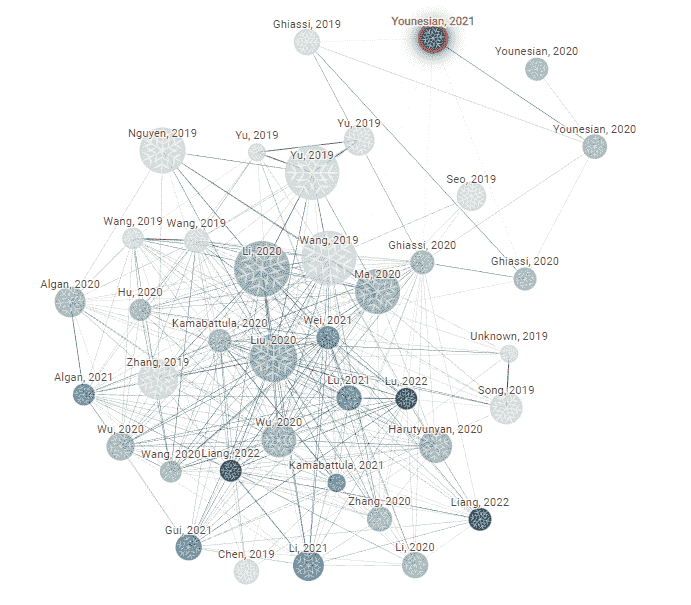 Ghiassi, 2019
Younesian, 2021
Younesian, 2020
Younesian, 2020
Nguyen, 2019
Yu, 2019
Yu, 2019
Yu, 2019
Seo, 2019
Wang, 2019
Wang, 2019
Wang, 2019
Li, 2020
Ghiassi, 2020
Ghiassi, 2020
Ma, 2020
Algan, 2020
Hu, 2020
Kamabattula, 2020
Wei, 2021
Liu, 2020
Unknown, 2019
Zhang, 2019
Algan, 2021
Lu, 2021
Lu, 2022
Song, 2019
Wu, 2020
Wu, 2020
Harutyunyan, 2020
Wang, 2020
Liang, 2022
Kamabattula, 2021
Zhang, 2020
Liang, 2022
Gui, 2021
Chen, 2019
Li, 2021
Li, 2020